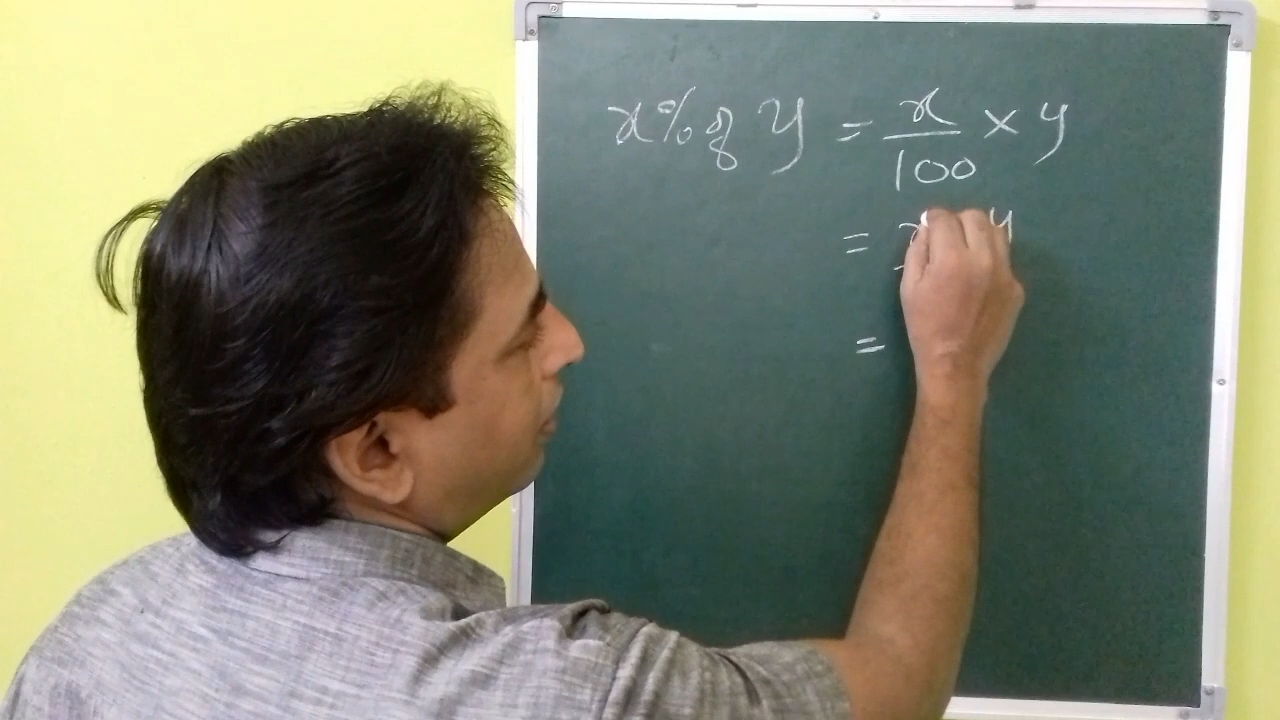 x% of y = x/100 × y
= x y
=